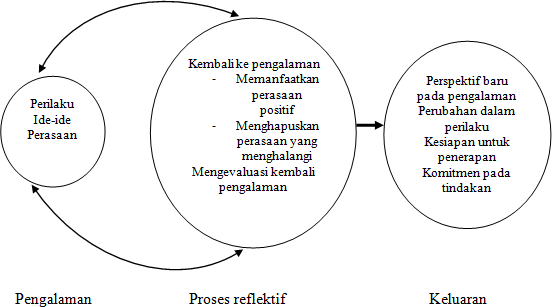 Perilaku
Ide-ide
Perasaan
Kembali ke pengalaman
- Memanfaatkan
perasaan
positif
- Menghapuskan
perasaan yang
menghalangi
Mengevaluasi kembali
pengalaman
Perspektif baru
pada pengalaman
Perubahan dalam
perilaku
Kesiapan untuk
penerapan
Komitmen pada
tindakan
Pengalaman
Proses reflektif
Keluaran